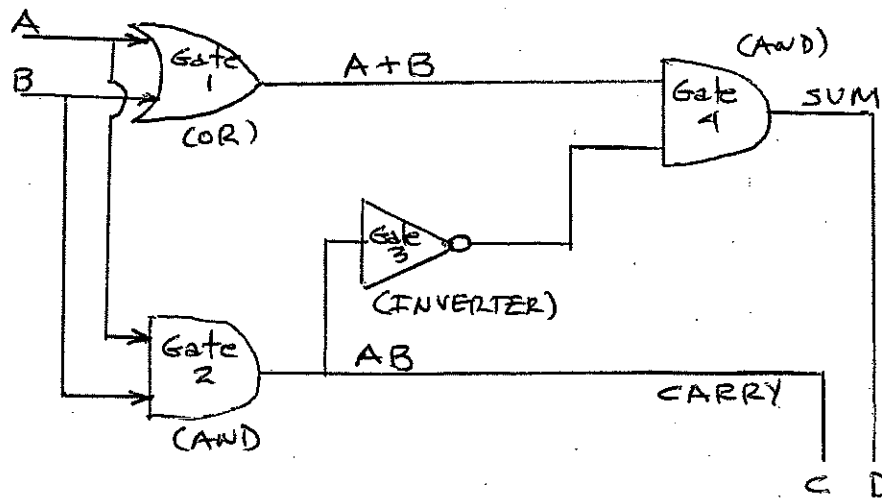 A
B
Gate
1
(OR)
A+B
(AND)
Gate
4
SUM
Gate
3
(INVERTER)
Gate
2
(AND
AB
CARRY
C
D